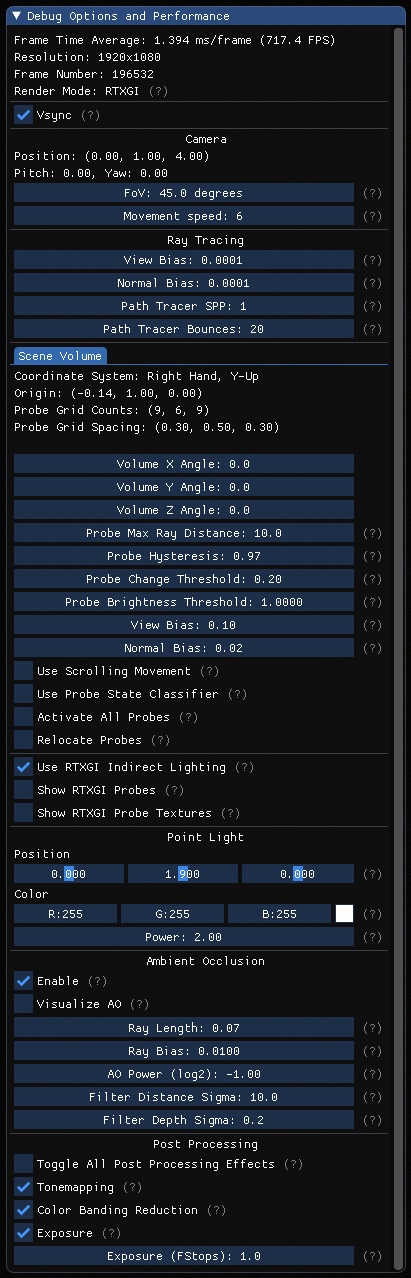 Debug Options and Performance
Frame Time Average: 1.394 ms/frame (717.4 FPS)
Resolution: 1920x1080
Frame Number: 196532
Render Mode: RTXGI (?)
Vsync (?)
Camera
Position: (0.00, 1.00, 4.00)
Pitch: 0.00, Yaw: 0.00
FoV: 45.0 degrees (?)
Movement speed: 6 (?)
Ray Tracing
View Bias: 0.0001 (?)
Normal Bias: 0.0001 (?)
Path Tracer SPP: 1 (?)
Path Tracer Bounces: 20 (?)
Scene Volume
Coordinate System: Right Hand, Y-Up
Origin: (-0.14, 1.00, 0.00)
Probe Grid Counts: (9, 6, 9)
Probe Grid Spacing: (0.30, 0.50, 0.30)
Volume X Angle: 0.0
Volume Y Angle: 0.0
Volume Z Angle: 0.0
Probe Max Ray Distance: 10.0 (?)
Probe Hysteresis: 0.97 (?)
Probe Change Threshold: 0.20 (?)
Probe Brightness Threshold: 1.0000 (?)
View Bias: 0.10 (?)
Normal Bias: 0.02 (?)
Use Scrolling Movement (?)
Use Probe State Classifier (?)
Activate All Probes (?)
Relocate Probes (?)
Use RTXGI Indirect Lighting (?)
Show RTXGI Probes (?)
Show RTXGI Probe Textures (?)
Point Light
Position
0.000 1.900 0.000 (?)
Color
R:255 G:255 B:255 (?)
Power: 2.00 (?)
Ambient Occlusion
Enable (?)
Visualize AO (?)
Ray Length: 0.07 (?)
Ray Bias: 0.0100 (?)
AO Power (log2): -1.00 (?)
Filter Distance Sigma: 10.0 (?)
Filter Depth Sigma: 0.2 (?)
Post Processing
Toggle All Post Processing Effects (?)
Tonemapping (?)
Color Banding Reduction (?)
Exposure (?)
Exposure (FStops): 1.0 (?)